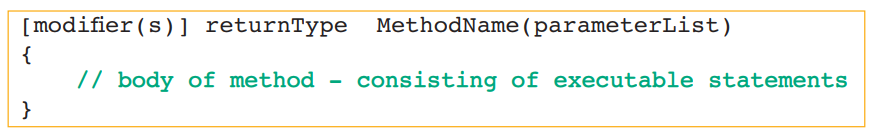 [modifier(s)] returnType  MethodName(parameterList)
{
    // body of method – consisting of executable statements
}